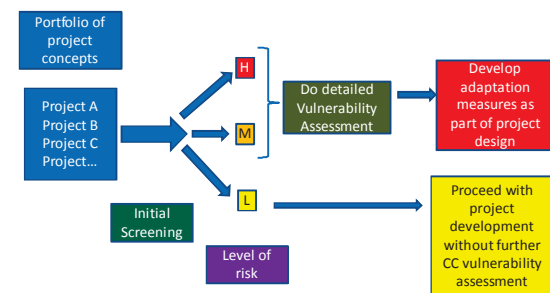 Portfolio of
project
concepts
Project A
Project B
Project C
Project…
H
M
L
Initial
Screening
Level of
risk
Do detailed
Vulnerability
Assessment
Develop
adaptation
measures as
part of project
design
Proceed with
project
development
without further
CC vulnerability
assessment